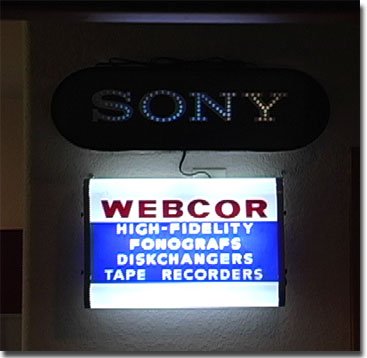 SONY
WEBCOR
HIGH-FIDELITY
FONOGRAFS
DISKCHANGERS
TAPE RECORDERS